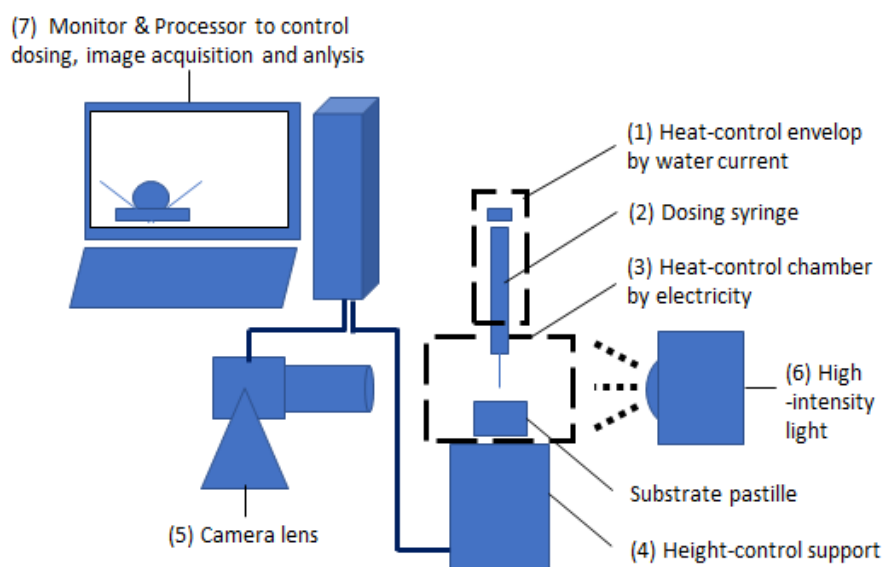 (7) Monitor & Processor to control
dosing, image acquisition and anlysis
(1) Heat-control envelop
by water current
(2) Dosing syringe
(3) Heat-control chamber
by electricity
(6) High
-intensity
light
Substrate pastille
(5) Camera lens
(4) Height-control support